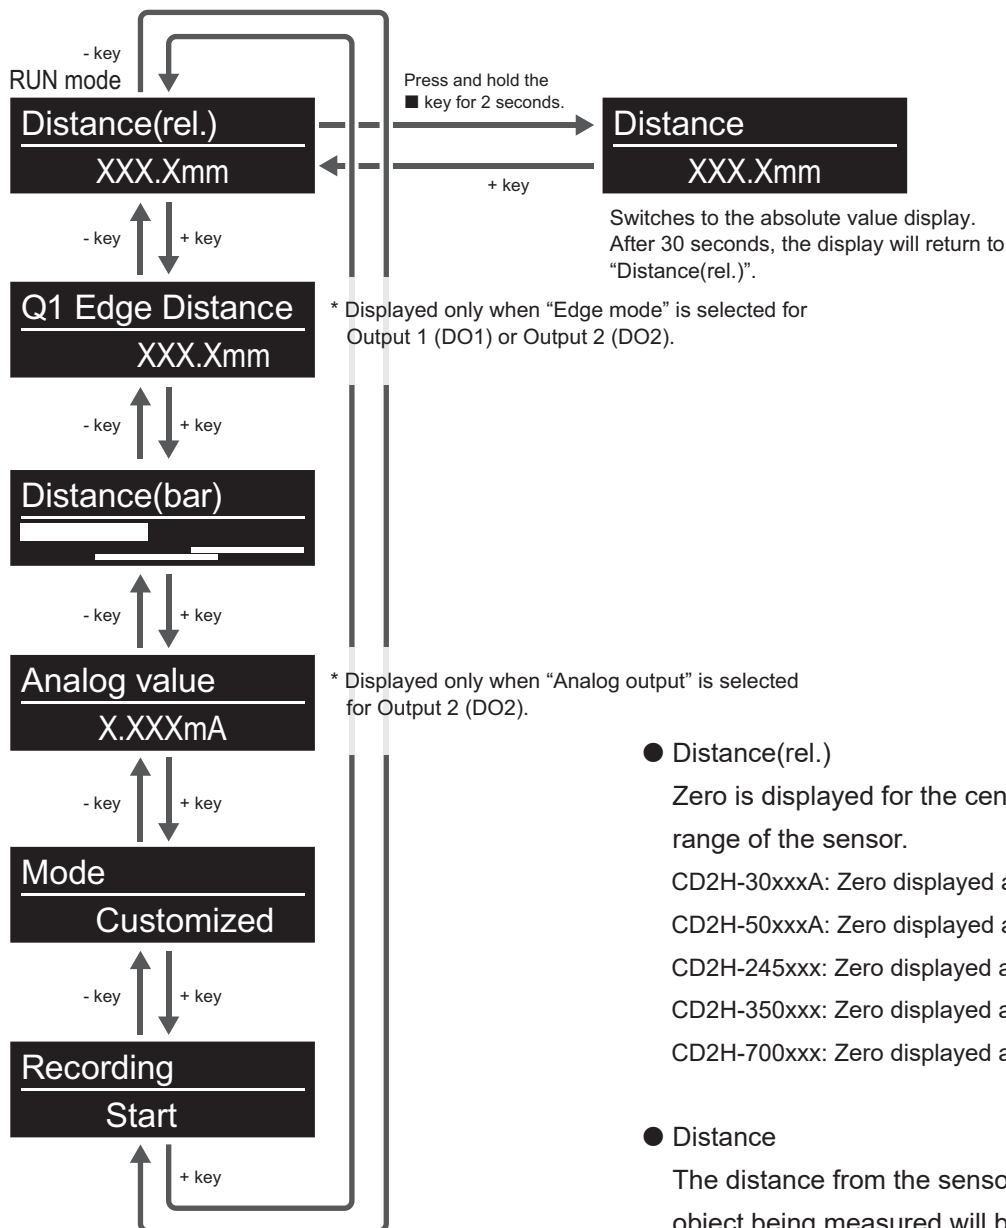 - key
RUN mode
Distance(rel.)
XXX.Xmm
Press and hold the
■ key for 2 seconds.
+ key
Distance
XXX.Xmm
Switches to the absolute value display.
After 30 seconds, the display will return to
“Distance(rel.)”.
- key
+ key
Q1 Edge Distance
XXX.Xmm
* Displayed only when “Edge mode” is selected for
Output 1 (DO1) or Output 2 (DO2).
- key
+ key
Distance(bar)
- key
+ key
Analog value
X.XXXmA
* Displayed only when “Analog output” is selected
for Output 2 (DO2).
- key
+ key
Mode
Customized
- key
+ key
Recording
Start
+ key
● Distance(rel.)
Zero is displayed for the cen
range of the sensor.
CD2H-30xxxA: Zero displayed a
CD2H-50xxxA: Zero displayed a
CD2H-245xxx: Zero displayed a
CD2H-350xxx: Zero displayed a
CD2H-700xxx: Zero displayed a
● Distance
The distance from the senso
object being measured will b